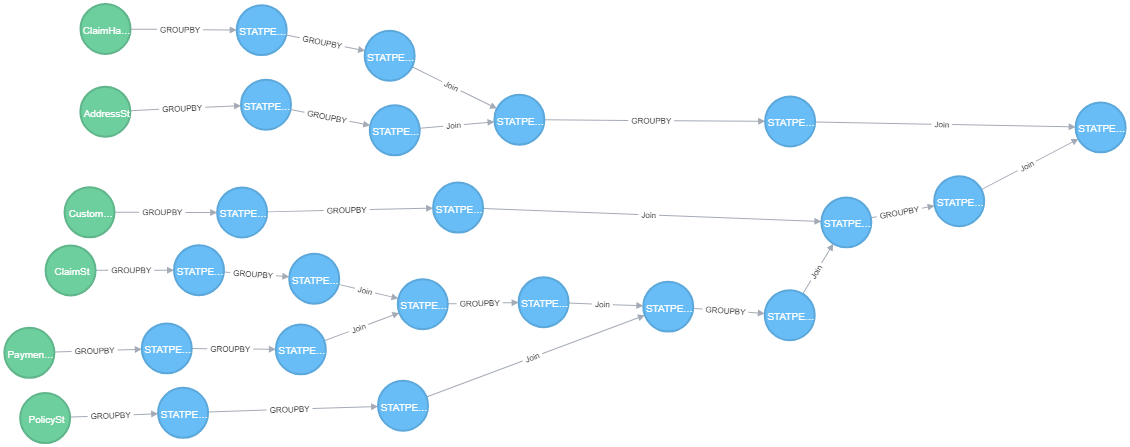 ClaimHa... GROUPBY STATPE... GROUPBY STATPE... Join
AddressSt GROUPBY STATPE... GROUPBY STATPE... Join STATPE... GROUPBY STATPE... Join STATPE...
Custom... GROUPBY STATPE... GROUPBY STATPE... Join STATPE... GROUPBY STATPE... Join
ClaimSt GROUPBY STATPE... GROUPBY STATPE... Join STATPE... GROUPBY STATPE... Join STATPE... GROUPBY STATPE... Join
Paymen... GROUPBY STATPE... GROUPBY STATPE... Join
PolicySt GROUPBY STATPE... GROUPBY STATPE... Join